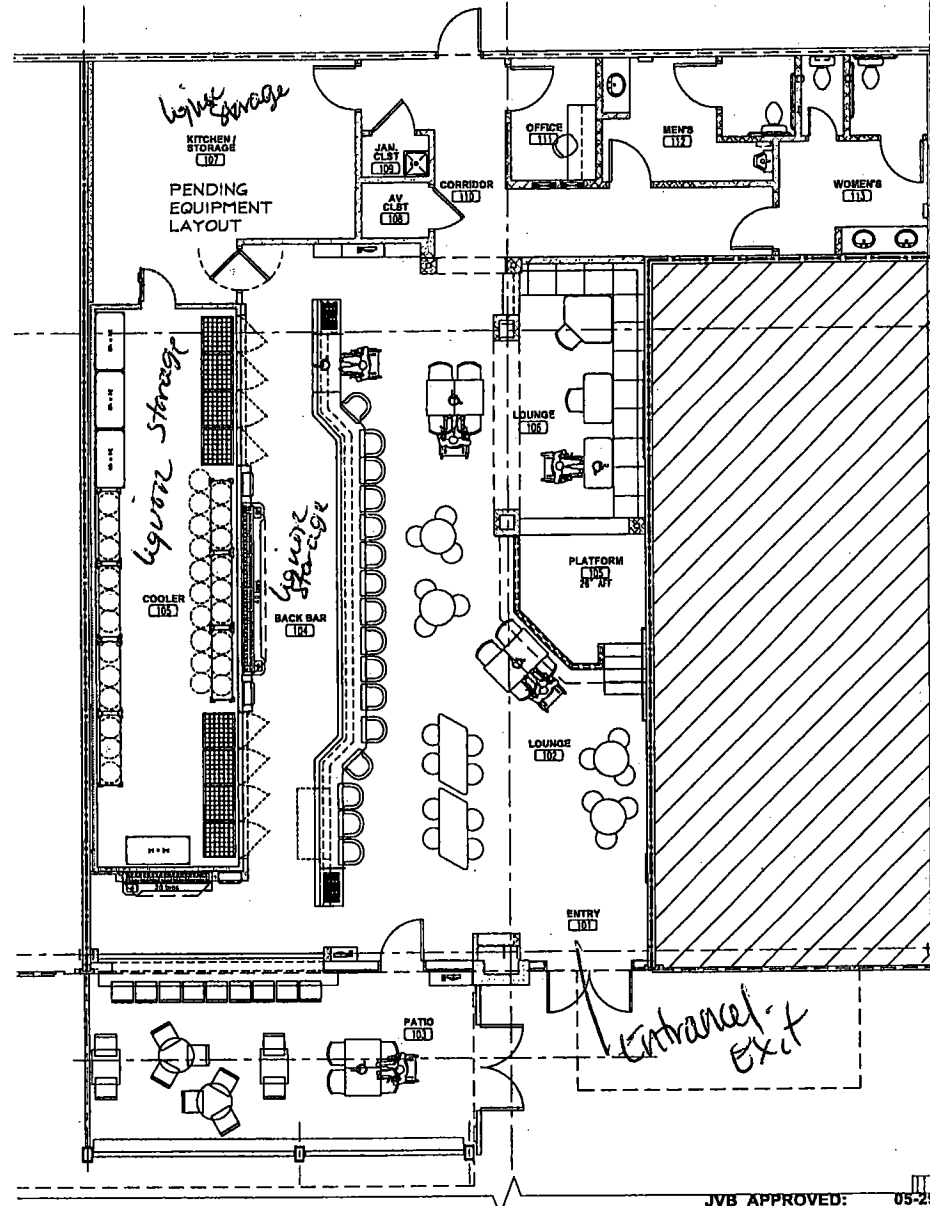 liquor
storage
KITCHEN/
STORAGE
107
PENDING
EQUIPMENT
LAYOUT
JAN.
CLST
109
AV
CLST
108
CORRIDOR
110
OFFICE
111
MEN'S
112
WOMEN'S
113
liquor storage
COOLER
105
liquor
storage
BACK BAR
104
LOUNGE
106
PLATFORM
105
LOUNGE
102
ENTRY
101
PATIO
103
Entrance/
Exit
JVB APPROVED: 05-25